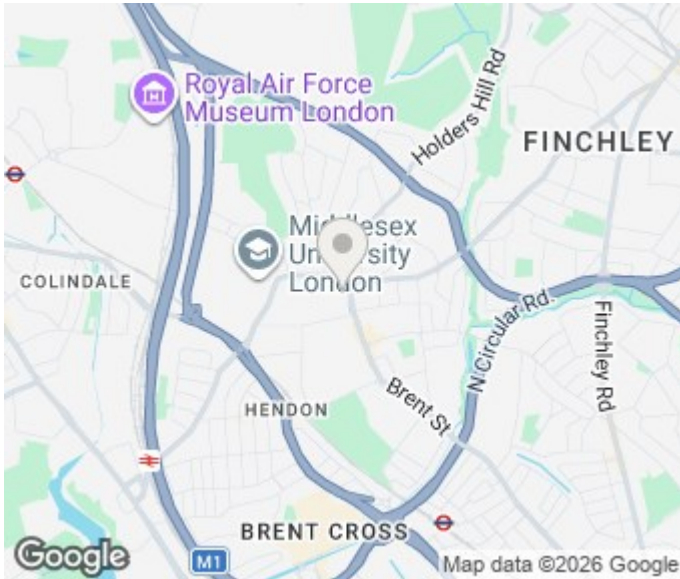 Royal Air Force
Museum London
Holders Hill Rd
FINCHLEY
Middlesex
University
London
COLINDALE
N Circular Rd.
Finchley Rd
Brent St
HENDON
BRENT CROSS
M1
Google
Map data ©2026 Google